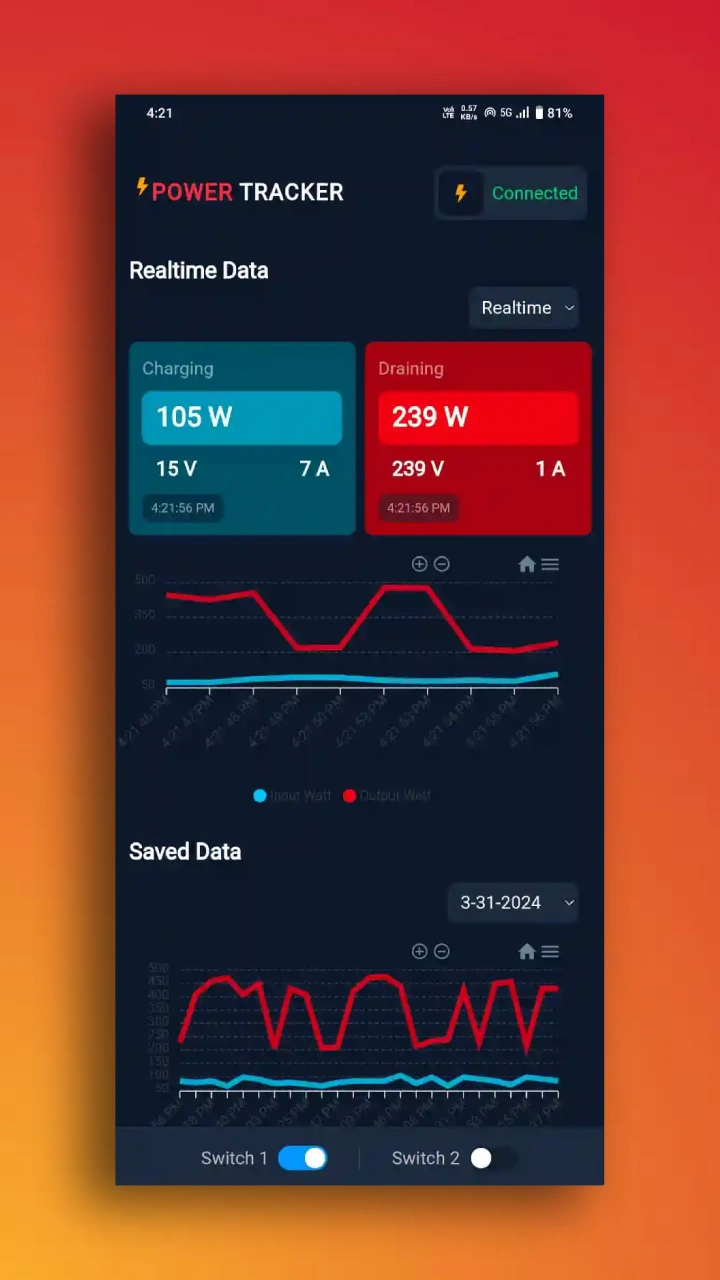 4:21
Vo) LTE 0.57 KB/s 5G 81%
POWER TRACKER
Connected
Realtime Data
Realtime
Charging
105 W
15 V 7 A
4:21:56 PM
Draining
239 W
239 V 1 A
4:21:56 PM
500
350
200
50
4:21:46 PM 4:21:47 PM 4:21:48 PM 4:21:49 PM 4:21:50 PM 4:21:52 PM 4:21:53 PM 4:21:54 PM 4:21:55 PM 4:21:56 PM
Input Watt Output Watt
Saved Data
3-31-2024
500
450
400
350
300
250
200
150
100
50
Switch 1 Switch 2